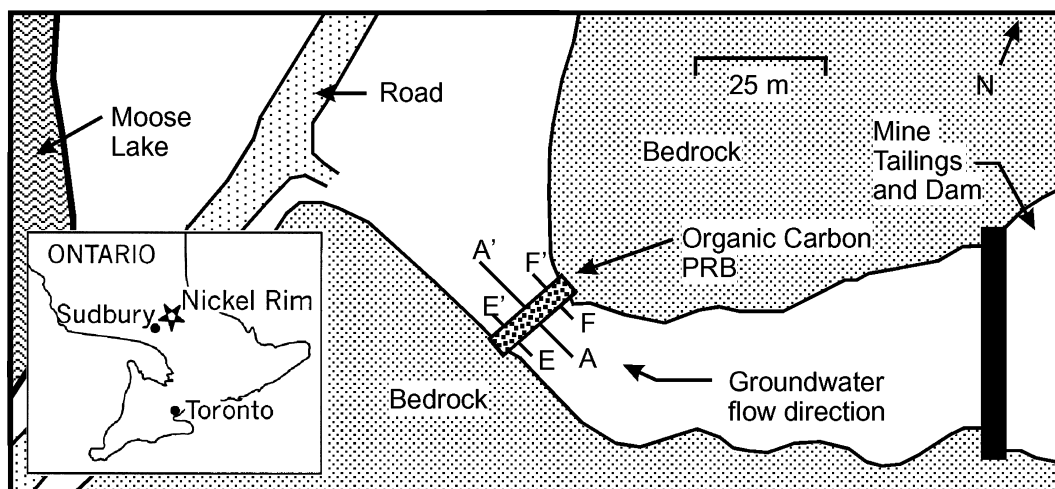 Moose
Lake
Road
25 m
N
Bedrock
Mine
Tailings
and Dam
Organic Carbon
PRB
A’
F’
E’
F
E
A
Groundwater
flow direction
Bedrock
ONTARIO
Nickel Rim
Sudbury
Toronto